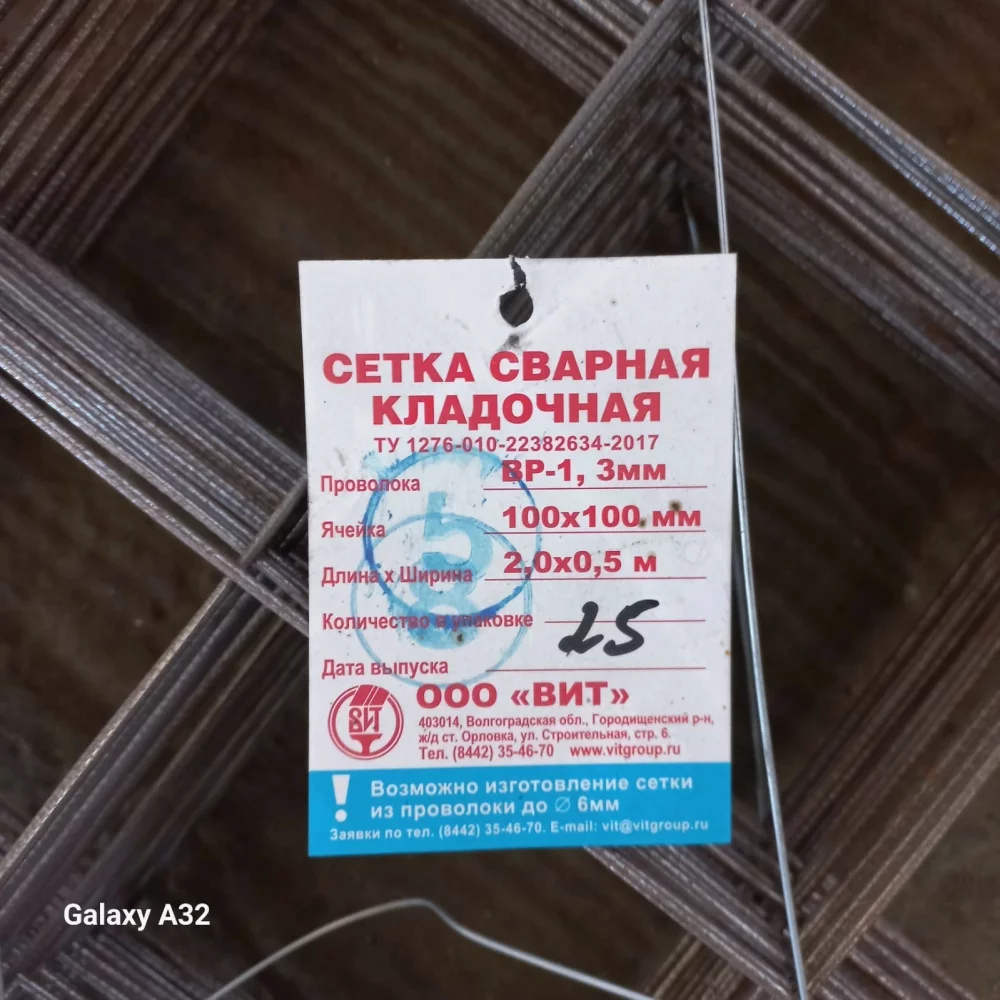 СЕТКА СВАРНАЯ
КЛАДОЧНАЯ
ТУ 1276-010-22382634-2017
Проволока ВР-1, 3мм
Ячейка 100х100 мм
Длина х Ширина 2,0х0,5 м
Количество в упаковке 25
Дата выпуска
ВИТ ООО «ВИТ»
403014, Волгоградская обл., Городищенский р-н,
ж/д ст. Орловка, ул. Строительная, стр. 6.
Тел. (8442) 35-46-70 www.vitgroup.ru
! Возможно изготовление сетки
из проволоки до ∅ 6мм
Заявки по тел. (8442) 35-46-70. E-mail: vit@vitgroup.ru
Galaxy A32